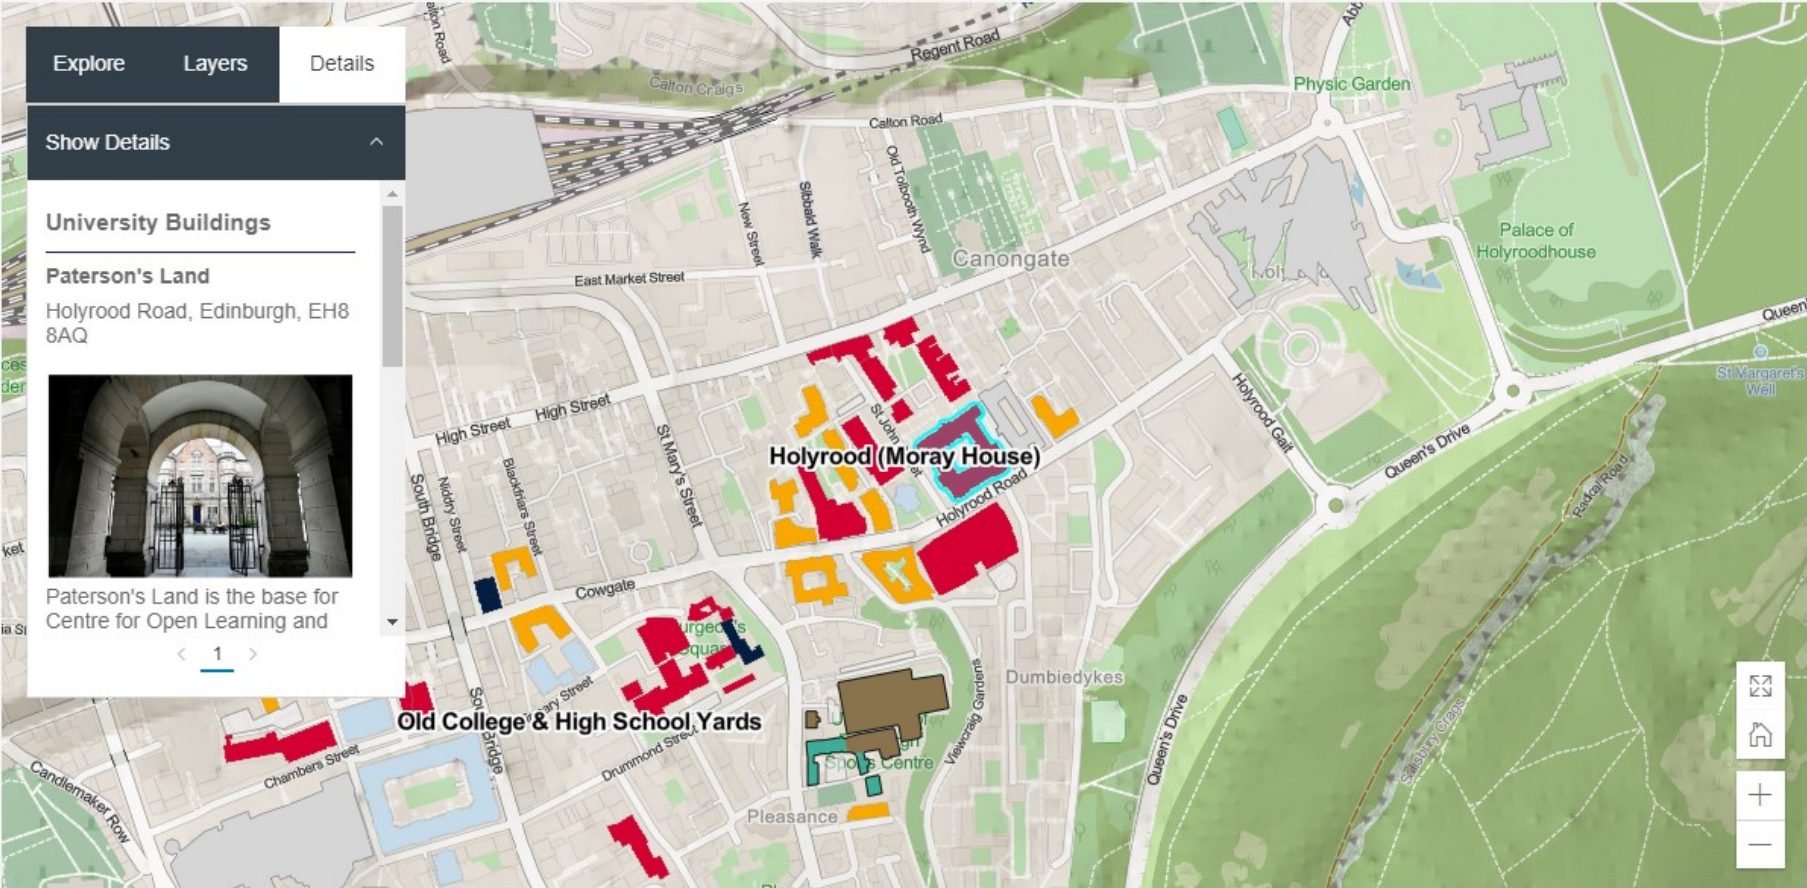 Explore
Layers
Details
Show Details
University Buildings
Paterson's Land
Holyrood Road, Edinburgh, EH8
8AQ
Paterson's Land is the base for
Centre for Open Learning and
1
Regent Road
Calton Craigs
Calton Road
Physic Garden
Old Tolbooth Wynd
Sibbald Walk
New Street
Canongate
Palace of
Holyroodhouse
East Market Street
Queen
St Margaret's
Well
High Street
High Street
St Mary's Street
Blackfriars Street
Niddry Street
South Bridge
St John
Holyrood (Moray House)
Holyrood Road
Holyrood Gait
Queen's Drive
Radical Road
Cowgate
Dumbiedykes
Viewcraig Gardens
Queen's Drive
Salisbury Crags
Old College & High School Yards
Drummond Street
Chambers Street
Candlemaker Row
Sports Centre
Pleasance